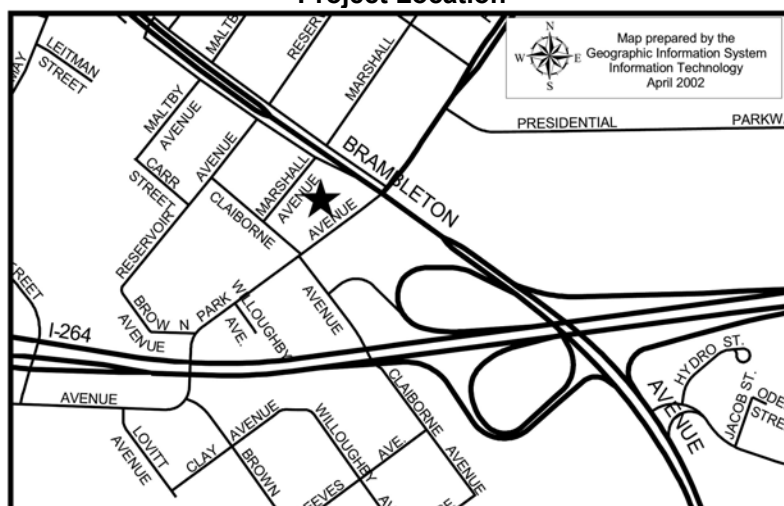 Project Location
N
W E
S
Map prepared by the
Geographic Information System
Information Technology
April 2002
LEITMAN
STREET
MALTBY
MARSHALL
PRESIDENTIAL
MALTBY
AVENUE
CARR
STREET
AVENUE
RESERVOIR
CLAIBORNE
MARSHALL
AVENUE
BRAMBLETON
AVENUE
PARK
BROWN
AVENUE
WILLOUGHBY
AVE.
AVENUE
I-264
AVENUE
LOVITT
AVENUE
CLAY
AVENUE
BROWN
WILLOUGHBY
AVE.
CLAIBORNE
AVENUE
AVENUE
HYDRO ST.
JACOB ST.